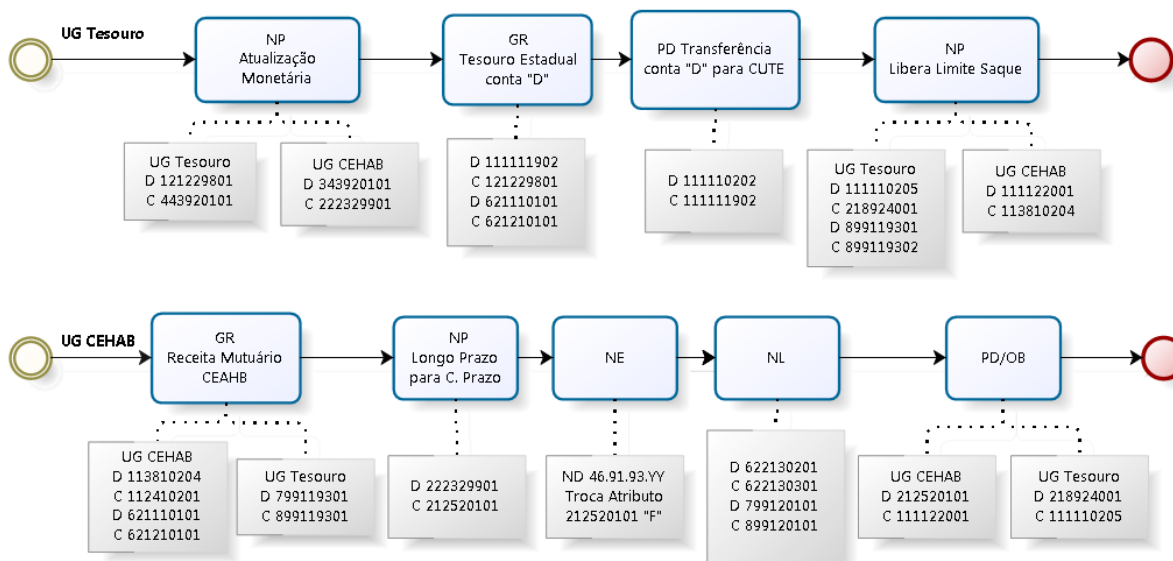 UG Tesouro
NP
Atualização
Monetária
GR
Tesouro Estadual
conta "D"
PD Transferência
conta "D" para CUTE
NP
Libera Limite Saque
UG Tesouro
D 121229801
C 443920101
UG CEHAB
D 343920101
C 222329901
D 111111902
C 121229801
D 621110101
C 621210101
D 111110202
C 111111902
UG Tesouro
D 111110205
C 218924001
D 899119301
C 899119302
UG CEHAB
D 111122001
C 113810204
UG CEHAB
GR
Receita Mutuário
CEAHB
NP
Longo Prazo
para C. Prazo
NE
NL
PD/OB
UG CEHAB
D 113810204
C 112410201
D 621110101
C 621210101
UG Tesouro
D 799119301
C 899119301
D 222329901
C 212520101
ND 46.91.93.YY
Troca Atributo
212520101 "F"
D 622130201
C 622130301
D 799120101
C 899120101
UG CEHAB
D 212520101
C 111122001
UG Tesouro
D 218924001
C 111110205